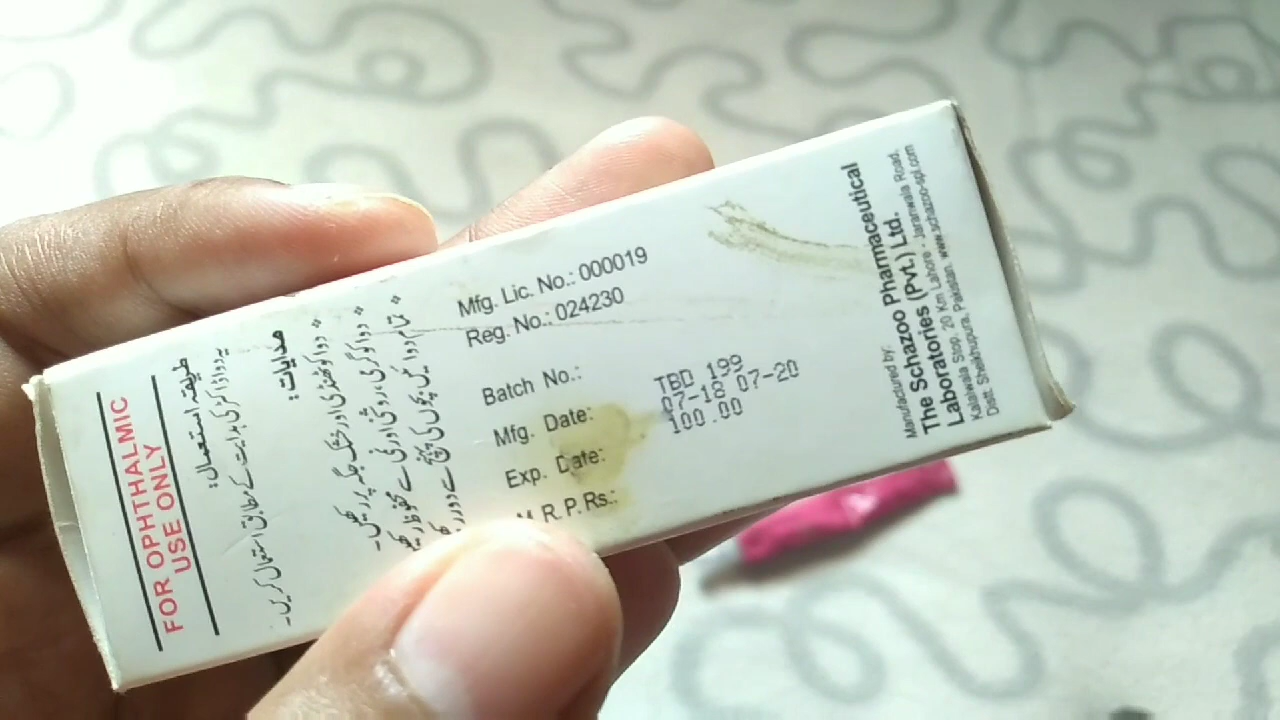 FOR OPHTHALMIC
USE ONLY
طریقہ استعمال:
یہ دوا ڈاکٹر کی ہدایت کے مطابق استعمال کریں۔
ہدایات:
* دوا کو ٹھنڈی اور خشک جگہ پر رکھیں۔
* دوا کو گرمی، روشنی اور نمی سے محفوظ رکھیں
* تمام دوائیں بچوں کی پہنچ سے دور
Mfg. Lic. No.: 000019
Reg. No.: 024230
Batch No.:
Mfg. Date:
Exp. Date:
M.R.P.Rs.:
TBD 199
07-18 07-20
100.00
Manufactured by:
The Schazoo Pharmaceutical
Laboratories (Pvt.) Ltd.
Kalalwala Stop, 20 Km Lahore - Jaranwala Road,
Distt. Sheikhupura, Pakistan. www.schazoo-spl.com